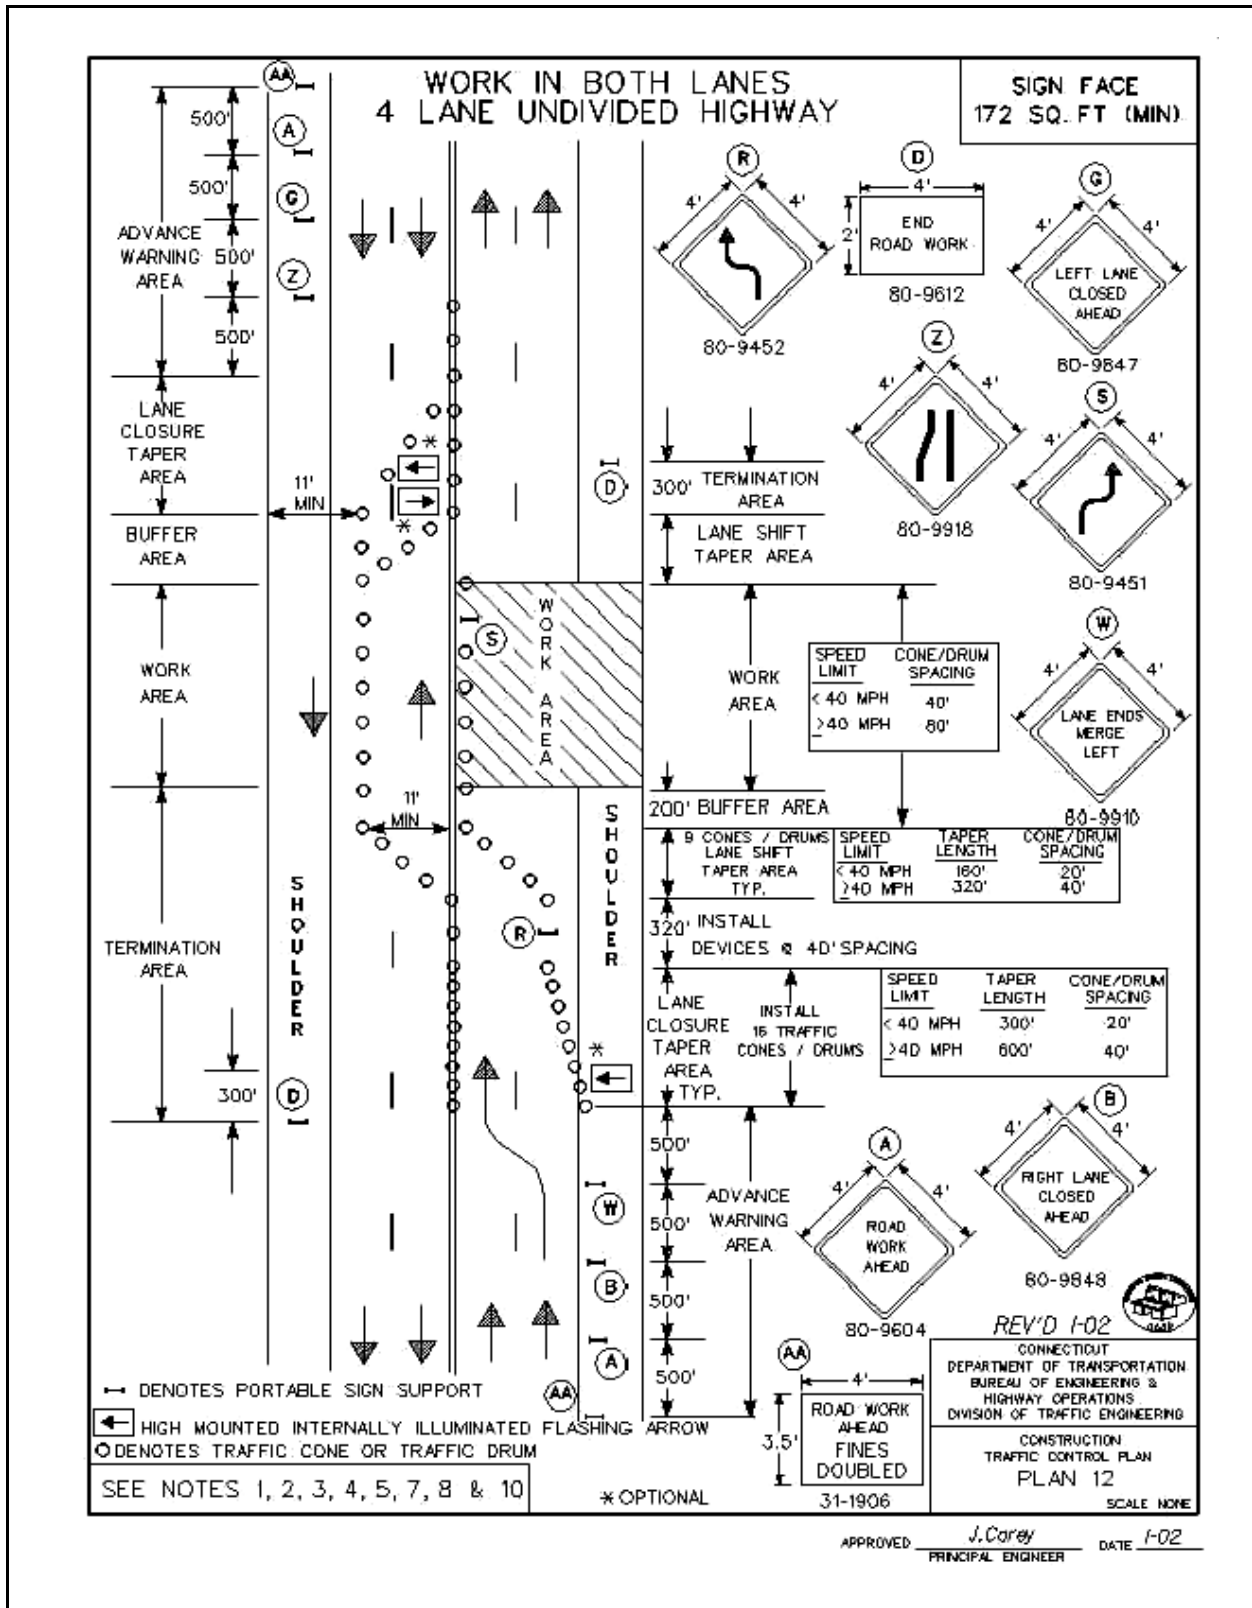 WORK IN BOTH LANES
4 LANE UNDIVIDED HIGHWAY
SIGN FACE
172 SQ. FT (MIN)
AA
500'
A
500'
G
500'
Z
500'
ADVANCE
WARNING
AREA
LANE
CLOSURE
TAPER
AREA
11'
MIN
BUFFER
AREA
WORK
AREA
TERMINATION
AREA
300'
D
SHOULDER
*
*
WORK AREA
S
11'
MIN
R
*
SHOULDER
D
300'
TERMINATION
AREA
LANE SHIFT
TAPER AREA
WORK
AREA
SPEED LIMIT
CONE/DRUM SPACING
< 40 MPH 40'
≥40 MPH 80'
200' BUFFER AREA
9 CONES / DRUMS
LANE SHIFT
TAPER AREA
TYP.
SPEED LIMIT
TAPER LENGTH
CONE/DRUM SPACING
< 40 MPH 160' 20'
≥40 MPH 320' 40'
320' INSTALL
DEVICES @ 40' SPACING
LANE
CLOSURE
TAPER
AREA
TYP.
INSTALL
16 TRAFFIC
CONES / DRUMS
SPEED LIMIT
TAPER LENGTH
CONE/DRUM SPACING
< 40 MPH 300' 20'
≥40 MPH 600' 40'
500'
W
500'
B
500'
A
500'
AA
ADVANCE
WARNING
AREA
R
4' 4'
80-9452
D
4'
2'
END
ROAD WORK
80-9612
G
4' 4'
LEFT LANE
CLOSED
AHEAD
80-9847
Z
4' 4'
80-9918
S
4' 4'
80-9451
W
4' 4'
LANE ENDS
MERGE
LEFT
80-9910
B
4' 4'
RIGHT LANE
CLOSED
AHEAD
80-9848
A
4' 4'
ROAD
WORK
AHEAD
80-9604
AA
4'
3.5'
ROAD WORK
AHEAD
FINES
DOUBLED
31-1906
DENOTES PORTABLE SIGN SUPPORT
HIGH MOUNTED INTERNALLY ILLUMINATED FLASHING ARROW
DENOTES TRAFFIC CONE OR TRAFFIC DRUM
SEE NOTES 1, 2, 3, 4, 5, 7, 8 & 10
* OPTIONAL
REV'D 1-02
CONNECTICUT
DEPARTMENT OF TRANSPORTATION
BUREAU OF ENGINEERING &
HIGHWAY OPERATIONS
DIVISION OF TRAFFIC ENGINEERING
CONSTRUCTION
TRAFFIC CONTROL PLAN
PLAN 12
SCALE NONE
APPROVED J. Carey DATE 1-02
PRINCIPAL ENGINEER